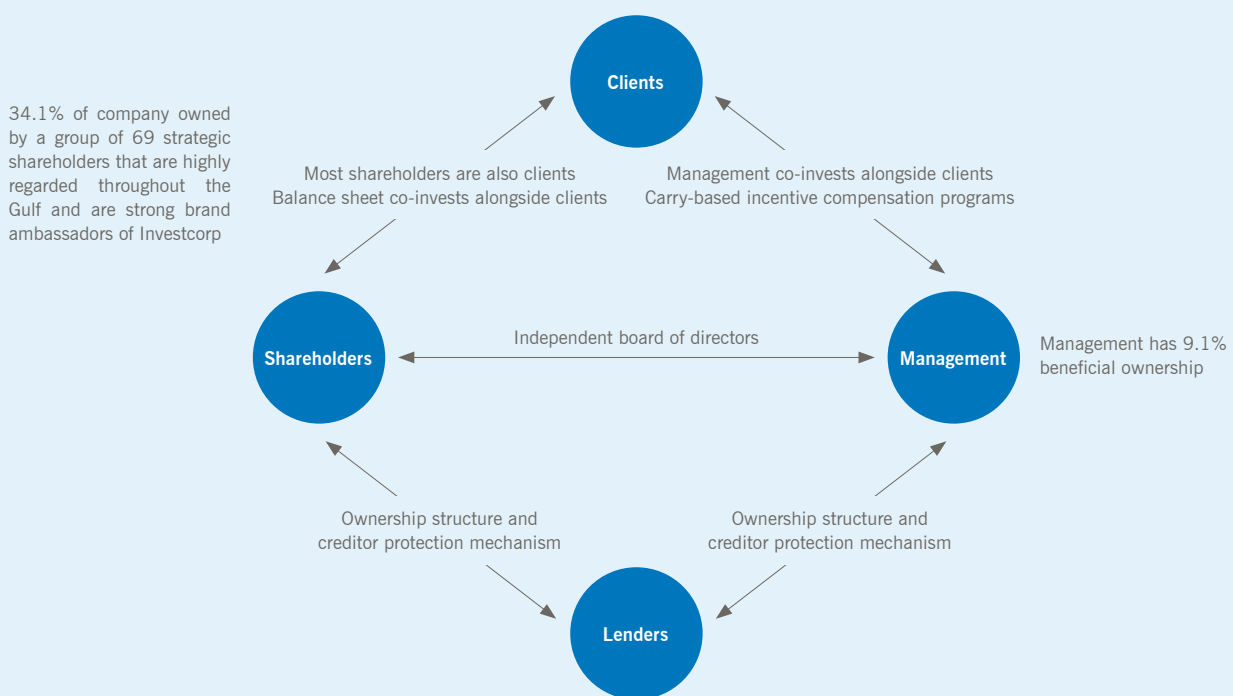 Clients
34.1% of company owned
by a group of 69 strategic
shareholders that are highly
regarded throughout the
Gulf and are strong brand
ambassadors of Investcorp
Most shareholders are also clients
Balance sheet co-invests alongside clients
Management co-invests alongside clients
Carry-based incentive compensation programs
Shareholders
Independent board of directors
Management
Management has 9.1%
beneficial ownership
Ownership structure and
creditor protection mechanism
Ownership structure and
creditor protection mechanism
Lenders